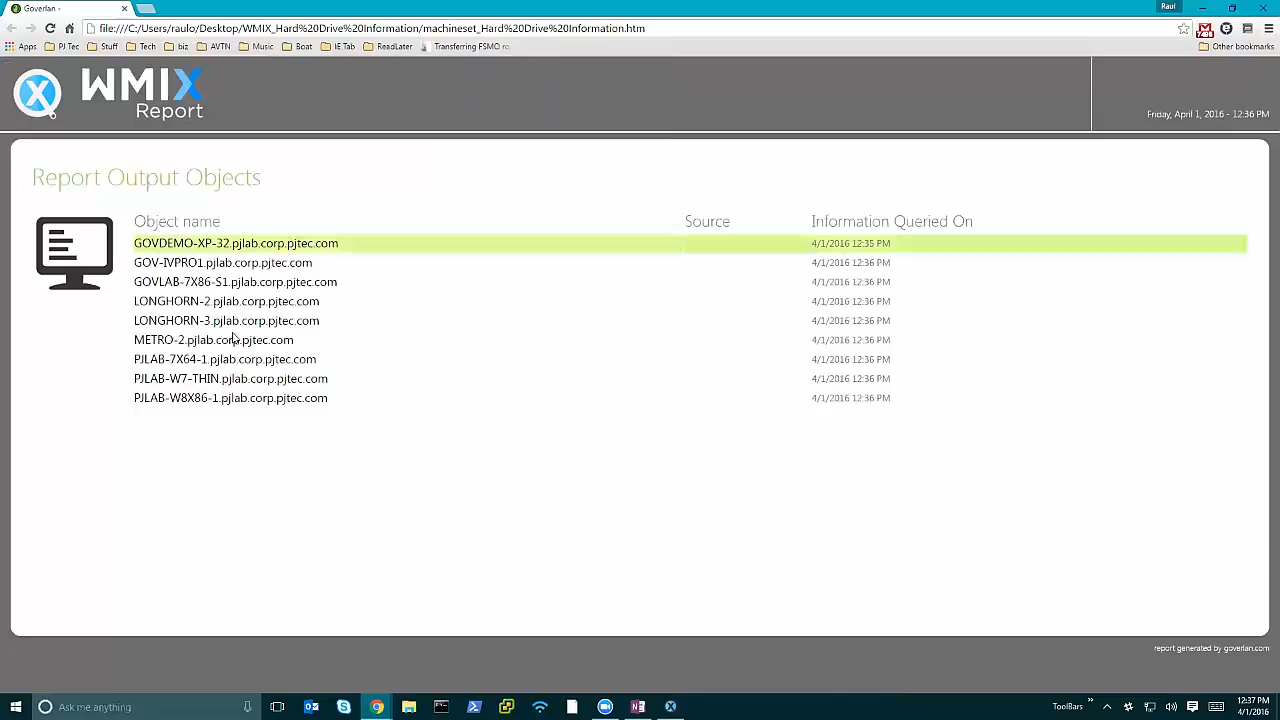 Goverlan -
Raul
file:///C:/Users/raulo/Desktop/WMIX_Hard%20Drive%20Information/machineset_Hard%20Drive%20Information.htm
Apps PJ Tec Stuff Tech biz AVTN Music Boat IE Tab ReadLater Transferring FSMO ro Other bookmarks
WMIX
Report
Friday, April 1, 2016 - 12:36 PM
Report Output Objects
Object name Source Information Queried On
GOVDEMO-XP-32.pjlab.corp.pjtec.com 4/1/2016 12:35 PM
GOV-IVPRO1.pjlab.corp.pjtec.com 4/1/2016 12:36 PM
GOVLAB-7X86-S1.pjlab.corp.pjtec.com 4/1/2016 12:36 PM
LONGHORN-2.pjlab.corp.pjtec.com 4/1/2016 12:36 PM
LONGHORN-3.pjlab.corp.pjtec.com 4/1/2016 12:36 PM
METRO-2.pjlab.corp.pjtec.com 4/1/2016 12:36 PM
PJLAB-7X64-1.pjlab.corp.pjtec.com 4/1/2016 12:36 PM
PJLAB-W7-THIN.pjlab.corp.pjtec.com 4/1/2016 12:36 PM
PJLAB-W8X86-1.pjlab.corp.pjtec.com 4/1/2016 12:36 PM
report generated by goverlan.com
Ask me anything ToolBars 12:37 PM
4/1/2016